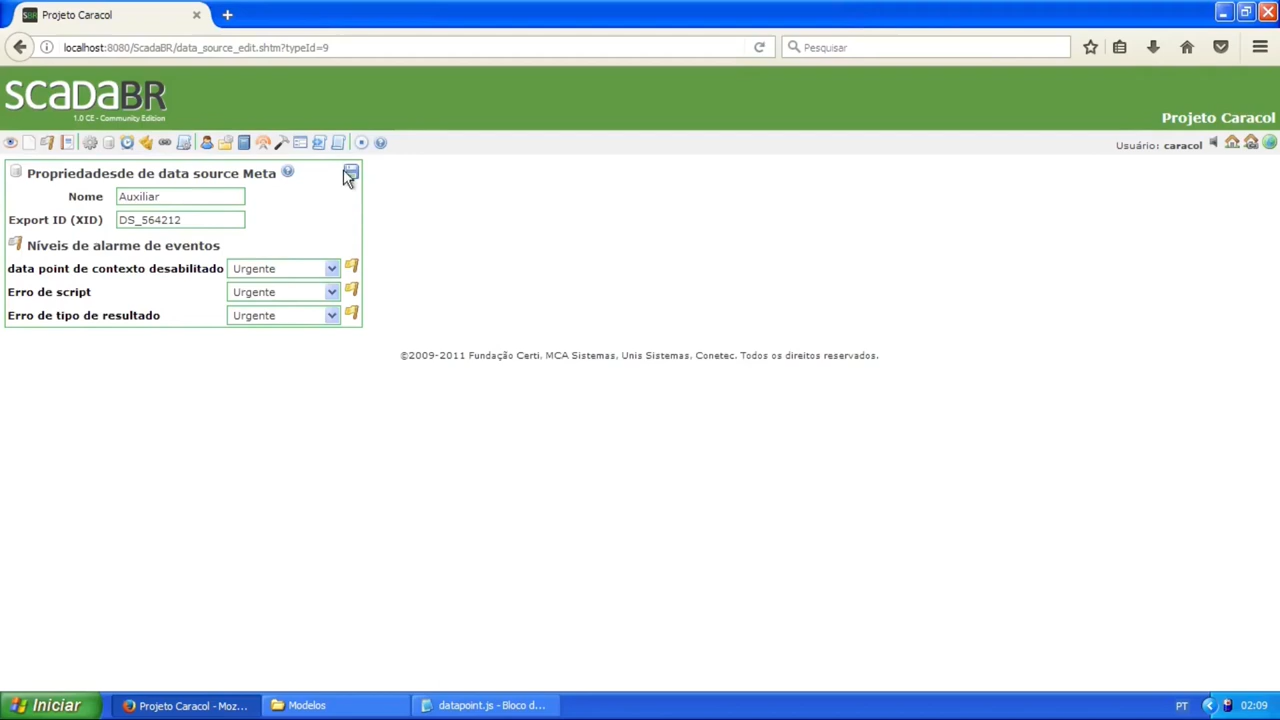 Projeto Caracol
localhost:8080/ScadaBR/data_source_edit.shtm?typeId=9
Pesquisar
SCADABR
1.0 CE - Community Edition
Projeto Caracol
Usuário: caracol
Propriedadesde de data source Meta
Nome Auxiliar
Export ID (XID) DS_564212
Níveis de alarme de eventos
data point de contexto desabilitado Urgente
Erro de script Urgente
Erro de tipo de resultado Urgente
©2009-2011 Fundação Certi, MCA Sistemas, Unis Sistemas, Conetec. Todos os direitos reservados.
Iniciar Projeto Caracol - Moz... Modelos datapoint.js - Bloco d... PT 02:09